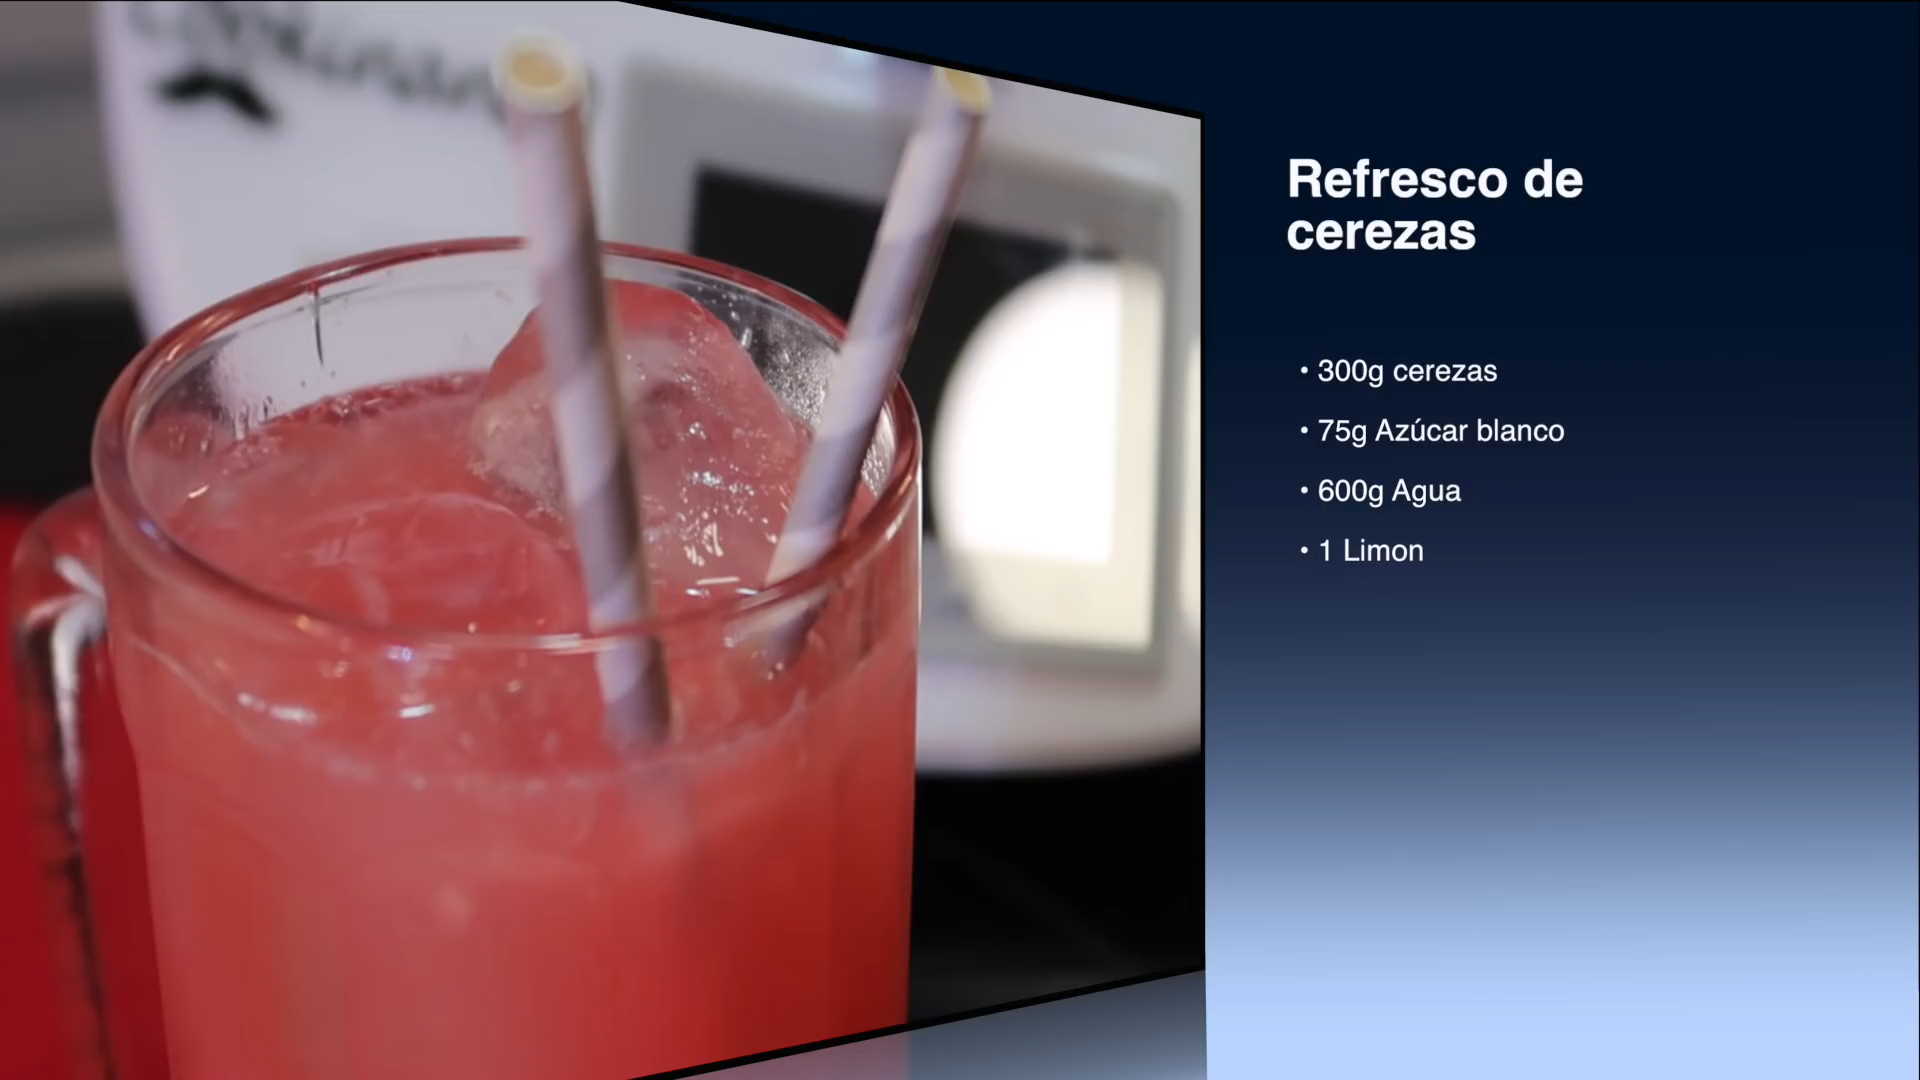 Refresco de
cerezas
• 300g cerezas
• 75g Azúcar blanco
• 600g Agua
• 1 Limon